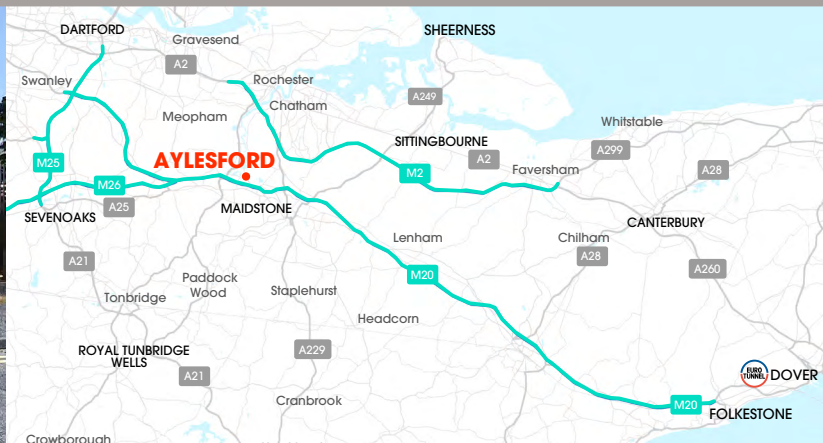 DARTFORD
Gravesend
SHEERNESS
A2
Swanley
Rochester
Chatham
A249
Meopham
Whitstable
SITTINGBOURNE
A299
M25
AYLESFORD
A2
M2
Faversham
A28
M26
A25
SEVENOAKS
MAIDSTONE
CANTERBURY
Lenham
Chilham
A28
A21
A260
M20
Paddock
Wood
Tonbridge
Staplehurst
Headcorn
ROYAL TUNBRIDGE
WELLS
A229
A21
EURO
TUNNEL
DOVER
Cranbrook
M20
FOLKESTONE
Crowborough